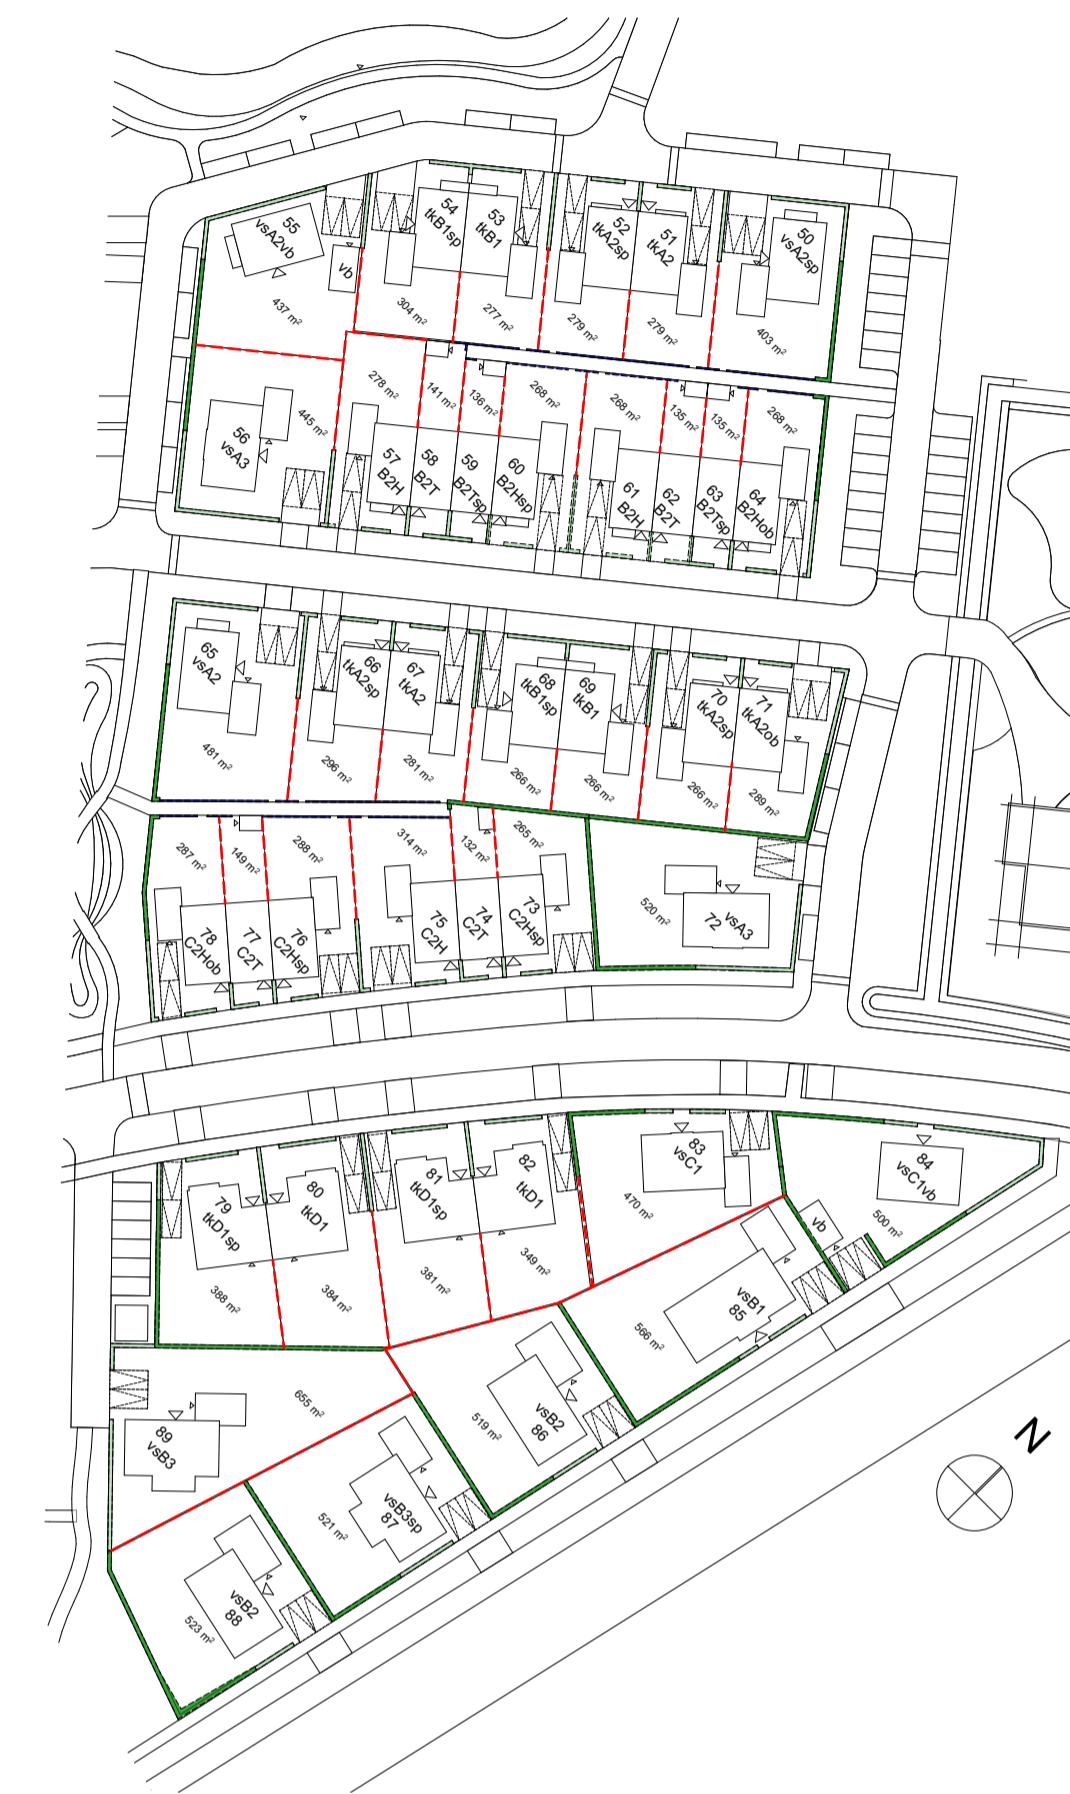 55
vsA2vb
vb
437 m²
54
tkB1sp
304 m²
53
tkB1
277 m²
52
tkA2sp
279 m²
51
tkA2
279 m²
50
vsA2sp
403 m²
56
vsA3
445 m²
278 m²
57
B2H
141 m²
58
B2T
136 m²
59
B2Tsp
268 m²
60
B2Hsp
268 m²
61
B2H
135 m²
62
B2T
135 m²
63
B2Tsp
268 m²
64
B2Hob
65
vsA2
481 m²
66
tkA2sp
296 m²
67
tkA2
281 m²
68
tkB1sp
266 m²
69
tkB1
266 m²
70
tkA2sp
266 m²
71
tkA2ob
289 m²
287 m²
78
C2Hob
149 m²
77
C2T
288 m²
76
C2Hsp
314 m²
75
C2H
132 m²
74
C2T
265 m²
73
C2Hsp
520 m²
72
vsA3
79
tkD1sp
388 m²
80
tkD1
384 m²
81
tkD1sp
381 m²
82
tkD1
349 m²
83
vsC1
470 m²
84
vsC1vb
500 m²
vb
vsB1
85
566 m²
vsB2
86
519 m²
655 m²
89
vsB3
vsB3sp
87
521 m²
vsB2
88
523 m²
N